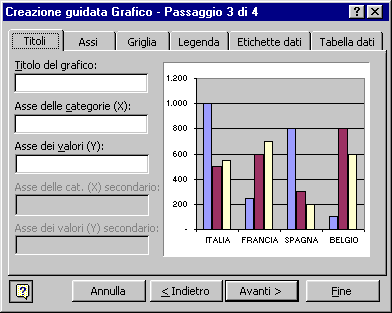 Creazione guidata Grafico - Passaggio 3 di 4
Titoli Assi Griglia Legenda Etichette dati Tabella dati
Titolo del grafico:
Asse delle categorie (X):
Asse dei valori (Y):
Asse delle cat. (X) secondario:
Asse dei valori (Y) secondario:
1.200
1.000
800
600
400
200
-
ITALIA FRANCIA SPAGNA BELGIO
? Annulla < Indietro Avanti > Fine